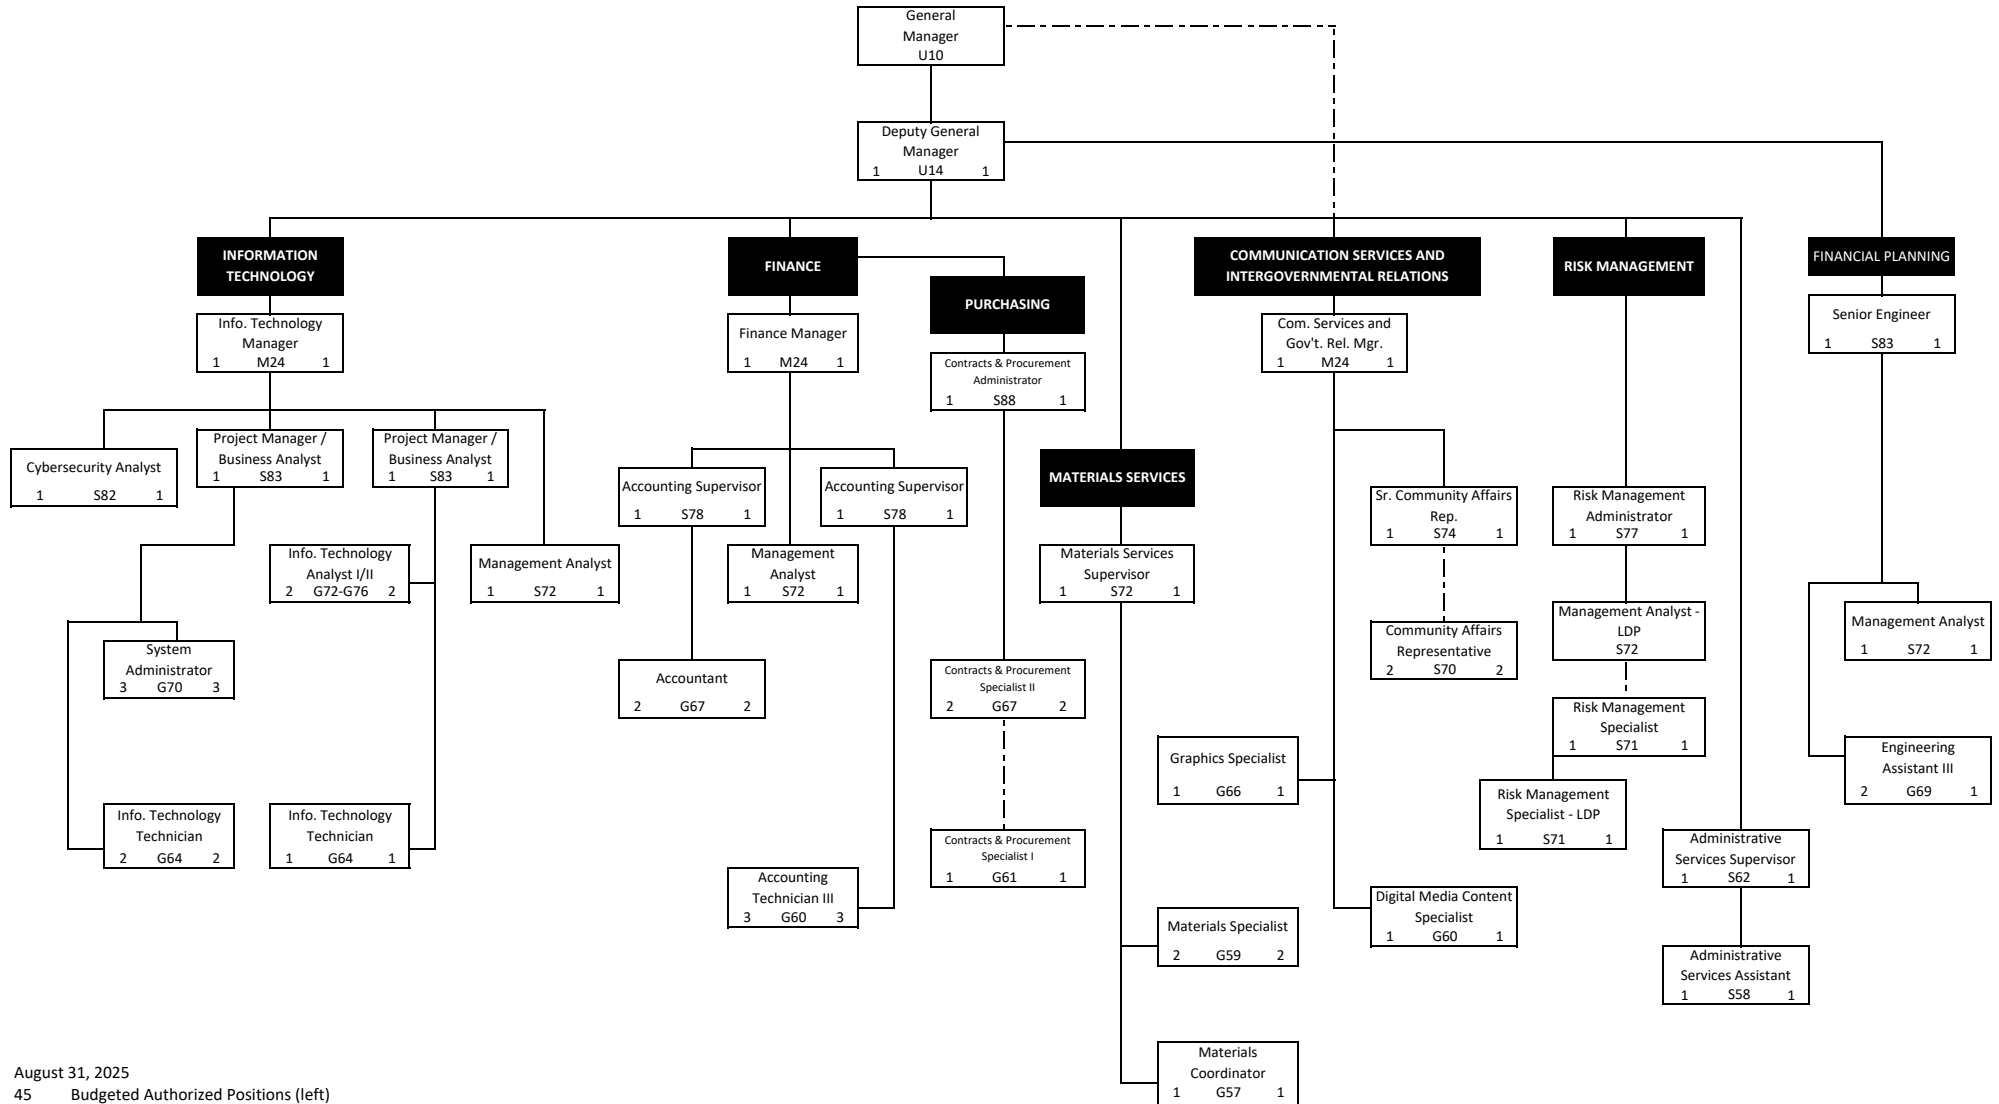 General
Manager
U10
Deputy General
Manager
1 U14 1
INFORMATION
TECHNOLOGY
Info. Technology
Manager
1 M24 1
Cybersecurity Analyst
1 S82 1
Project Manager /
Business Analyst
1 S83 1
Project Manager /
Business Analyst
1 S83 1
Info. Technology
Analyst I/II
2 G72-G76 2
Management Analyst
1 S72 1
System
Administrator
3 G70 3
Info. Technology
Technician
2 G64 2
Info. Technology
Technician
1 G64 1
FINANCE
Finance Manager
1 M24 1
Accounting Supervisor
1 S78 1
Accounting Supervisor
1 S78 1
Management
Analyst
1 S72 1
Accountant
2 G67 2
Accounting
Technician III
3 G60 3
PURCHASING
Contracts & Procurement
Administrator
1 S88 1
Contracts & Procurement
Specialist II
2 G67 2
Contracts & Procurement
Specialist I
1 G61 1
MATERIALS SERVICES
Materials Services
Supervisor
1 S72 1
Materials Specialist
2 G59 2
Materials
Coordinator
1 G57 1
COMMUNICATION SERVICES AND
INTERGOVERNMENTAL RELATIONS
Com. Services and
Gov't. Rel. Mgr.
1 M24 1
Sr. Community Affairs
Rep.
1 S74 1
Community Affairs
Representative
2 S70 2
Graphics Specialist
1 G66 1
Digital Media Content
Specialist
1 G60 1
RISK MANAGEMENT
Risk Management
Administrator
1 S77 1
Management Analyst -
LDP
S72
Risk Management
Specialist
1 S71 1
Risk Management
Specialist - LDP
1 S71 1
Administrative
Services Supervisor
1 S62 1
Administrative
Services Assistant
1 S58 1
FINANCIAL PLANNING
Senior Engineer
1 S83 1
Management Analyst
1 S72 1
Engineering
Assistant III
2 G69 1
August 31, 2025
45 Budgeted Authorized Positions (left)